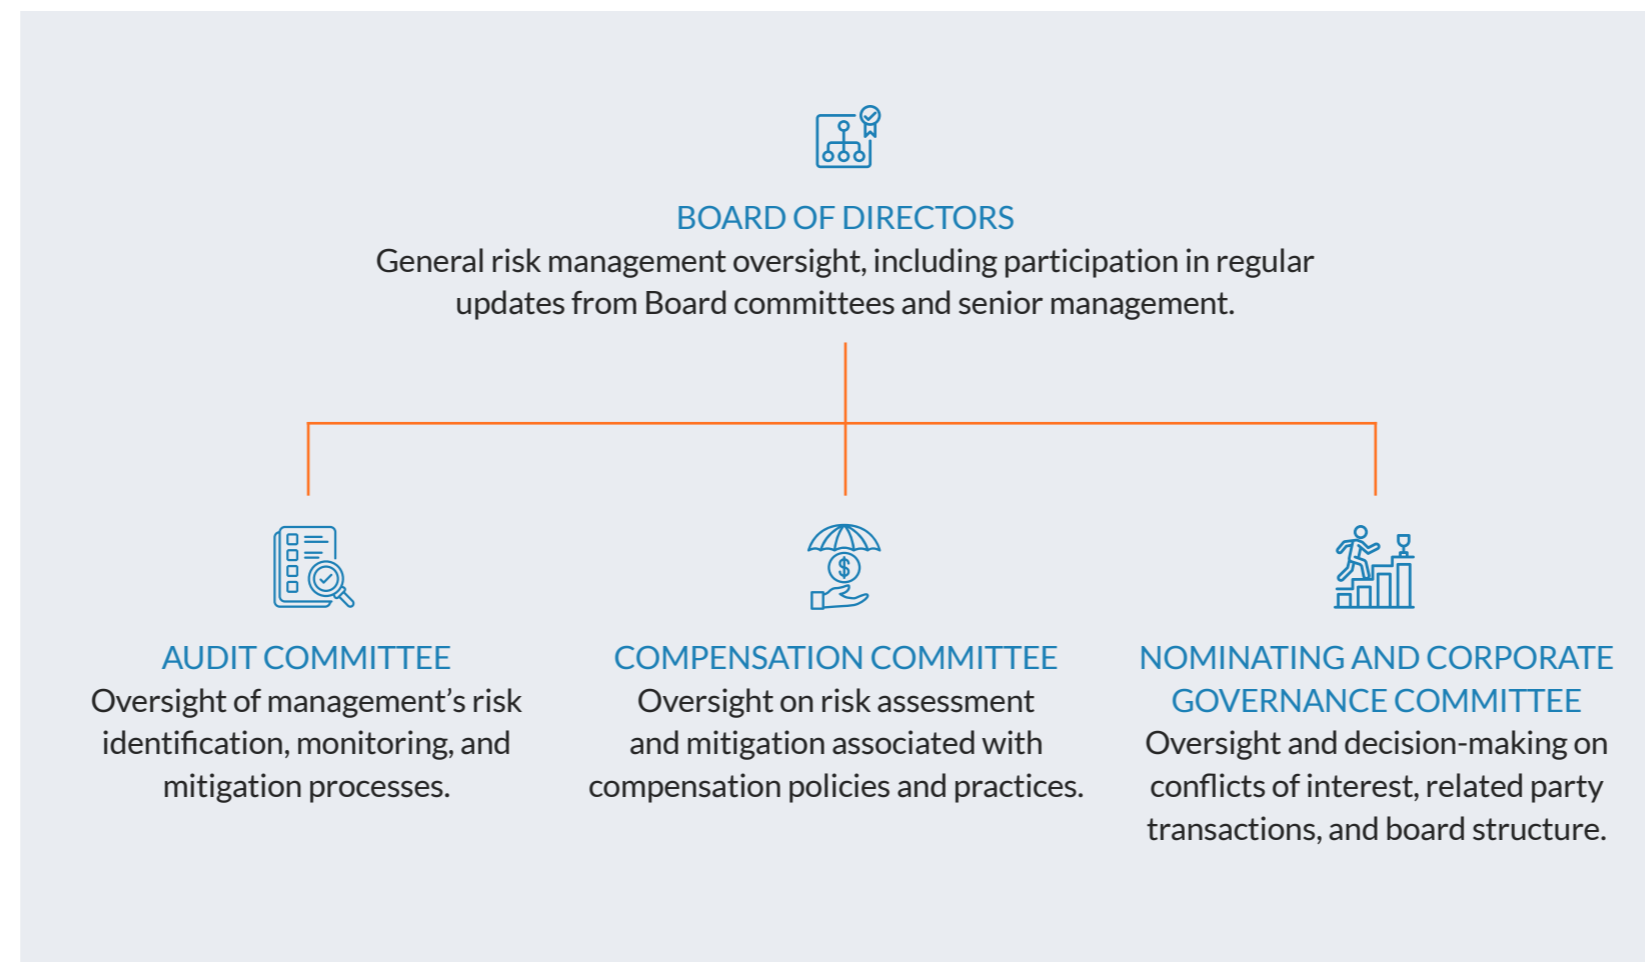 BOARD OF DIRECTORS
General risk management oversight, including participation in regular
updates from Board committees and senior management.
AUDIT COMMITTEE
Oversight of management’s risk
identification, monitoring, and
mitigation processes.
COMPENSATION COMMITTEE
Oversight on risk assessment
and mitigation associated with
compensation policies and practices.
NOMINATING AND CORPORATE
GOVERNANCE COMMITTEE
Oversight and decision-making on
conflicts of interest, related party
transactions, and board structure.